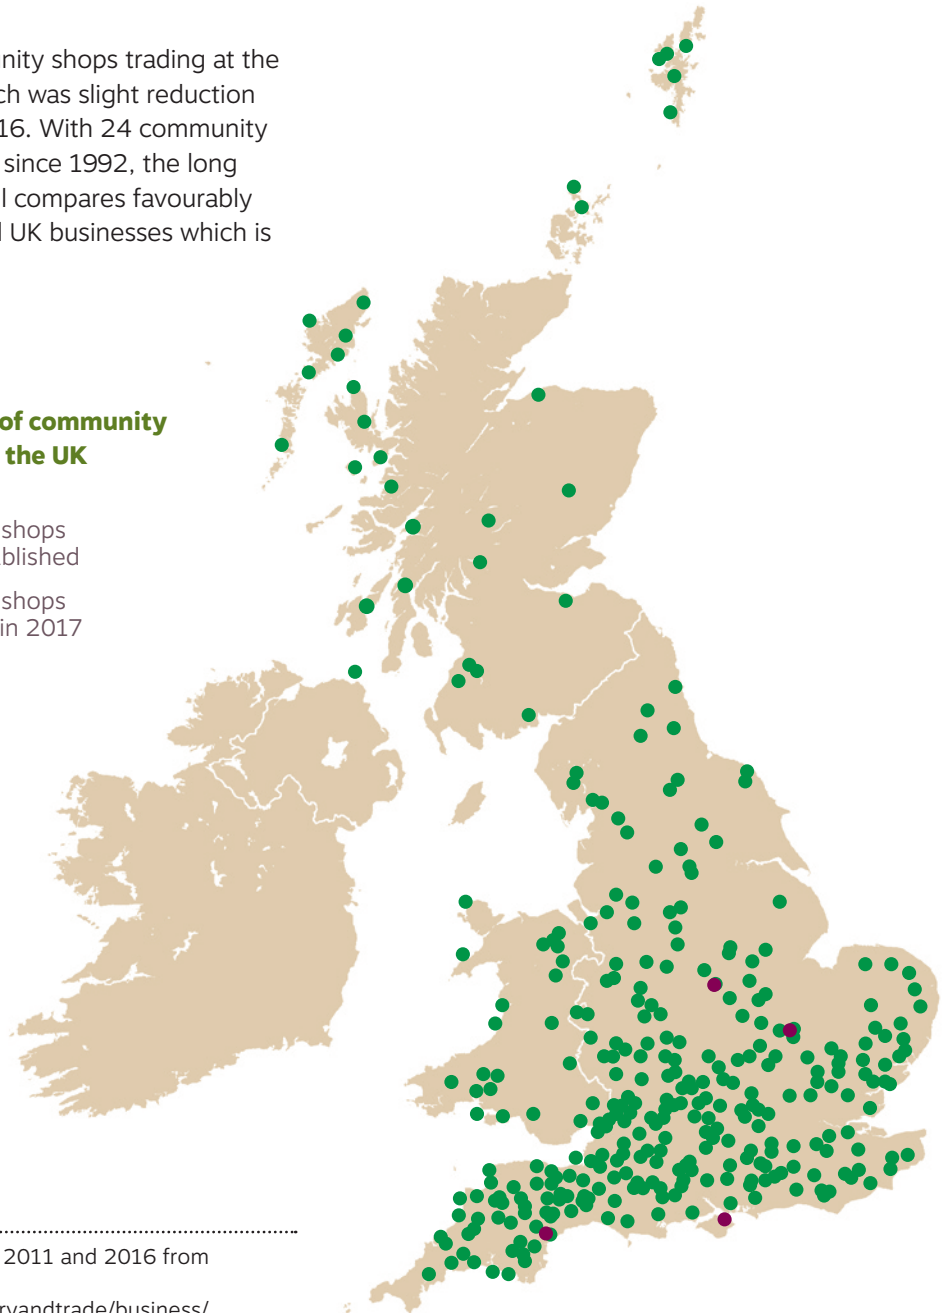 nity shops trading at the
ch was slight reduction
16. With 24 community
since 1992, the long
l compares favourably
l UK businesses which is
of community
the UK
shops
blished
shops
in 2017
2011 and 2016 from
ryandtrade/business/